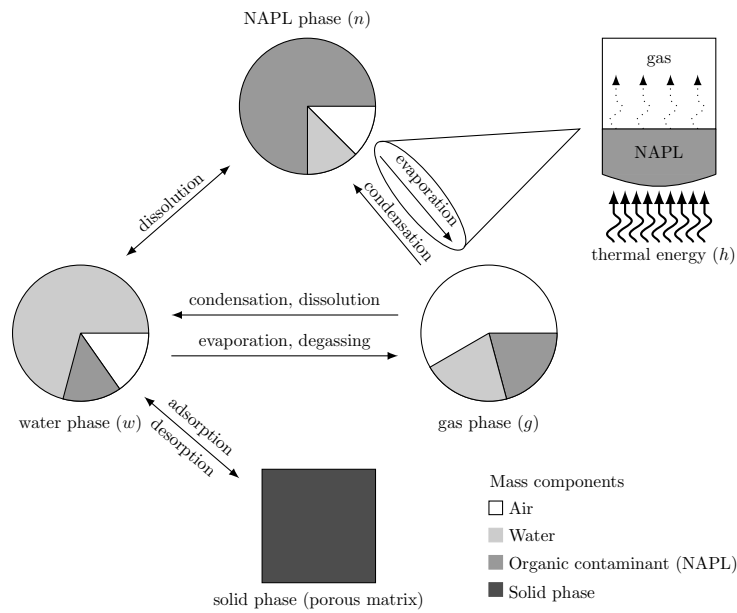 NAPL phase (n)
gas
NAPL
thermal energy (h)
evaporation
condensation
dissolution
condensation, dissolution
evaporation, degassing
water phase (w)
gas phase (g)
adsorption
desorption
solid phase (porous matrix)
Mass components
Air
Water
Organic contaminant (NAPL)
Solid phase